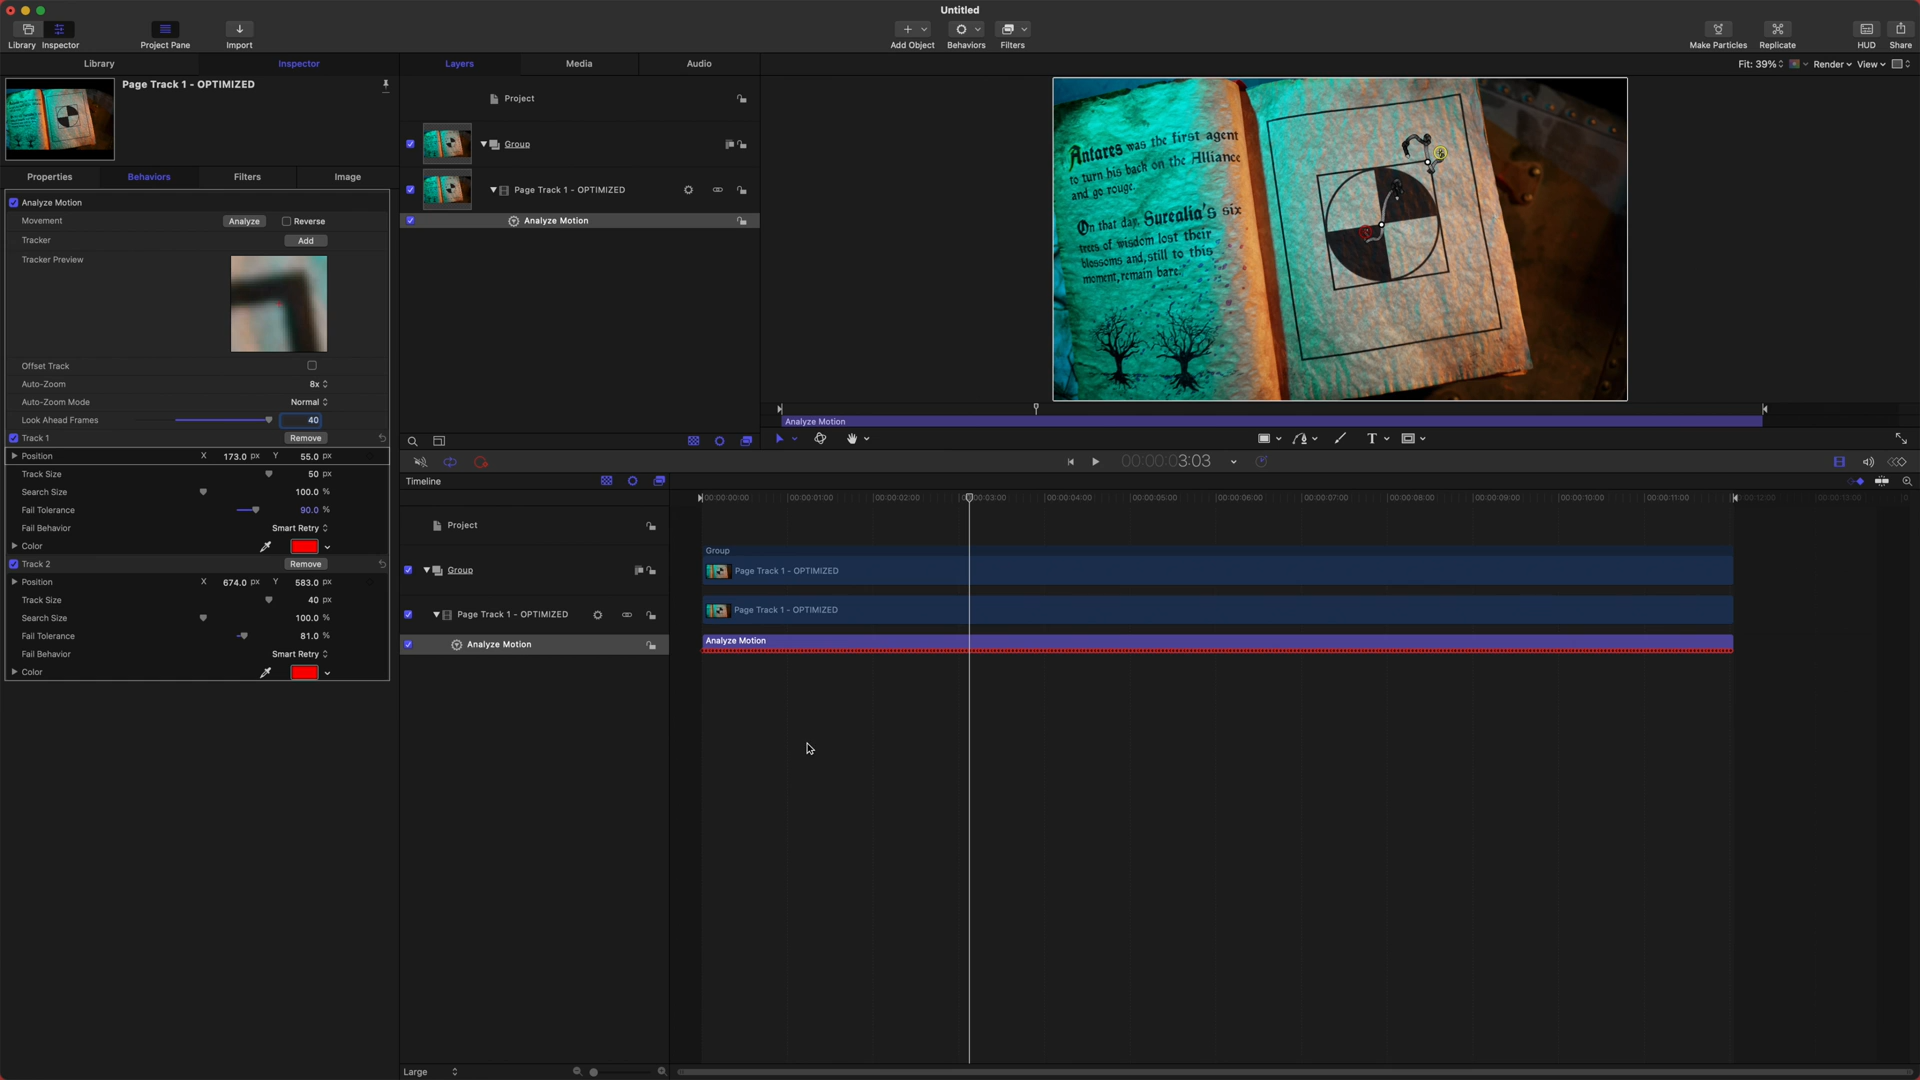 Untitled
Library Inspector Project Pane Import Add Object Behaviors Filters Make Particles Replicate HUD Share
Library Inspector Layers Media Audio
Fit: 39% Render View
Page Track 1 - OPTIMIZED
Properties Behaviors Filters Image
Analyze Motion
Movement Analyze Reverse
Tracker Add
Tracker Preview
Offset Track
Auto-Zoom 8x
Auto-Zoom Mode Normal
Look Ahead Frames 40
Track 1 Remove
Position X 173.0 px Y 55.0 px
Track Size 50 px
Search Size 100.0 %
Fail Tolerance 90.0 %
Fail Behavior Smart Retry
Color
Track 2 Remove
Position X 674.0 px Y 583.0 px
Track Size 40 px
Search Size 100.0 %
Fail Tolerance 81.0 %
Fail Behavior Smart Retry
Color
Project
Group
Page Track 1 - OPTIMIZED
Analyze Motion
Antares was the first agent
to turn his back on the Alliance
and go rouge.
On that day, Surealia's six
trees of wisdom lost their
blossoms and, still to this
moment, remain bare.
Analyze Motion
T
00:00:00:03:03
Timeline
00:00:00:00 00:00:01:00 00:00:02:00 00:00:03:00 00:00:04:00 00:00:05:00 00:00:06:00 00:00:07:00 00:00:08:00 00:00:09:00 00:00:10:00 00:00:11:00 00:00:12:00 00:00:13:00
Project
Group
Group
Page Track 1 - OPTIMIZED
Page Track 1 - OPTIMIZED
Page Track 1 - OPTIMIZED
Analyze Motion
Analyze Motion
Large